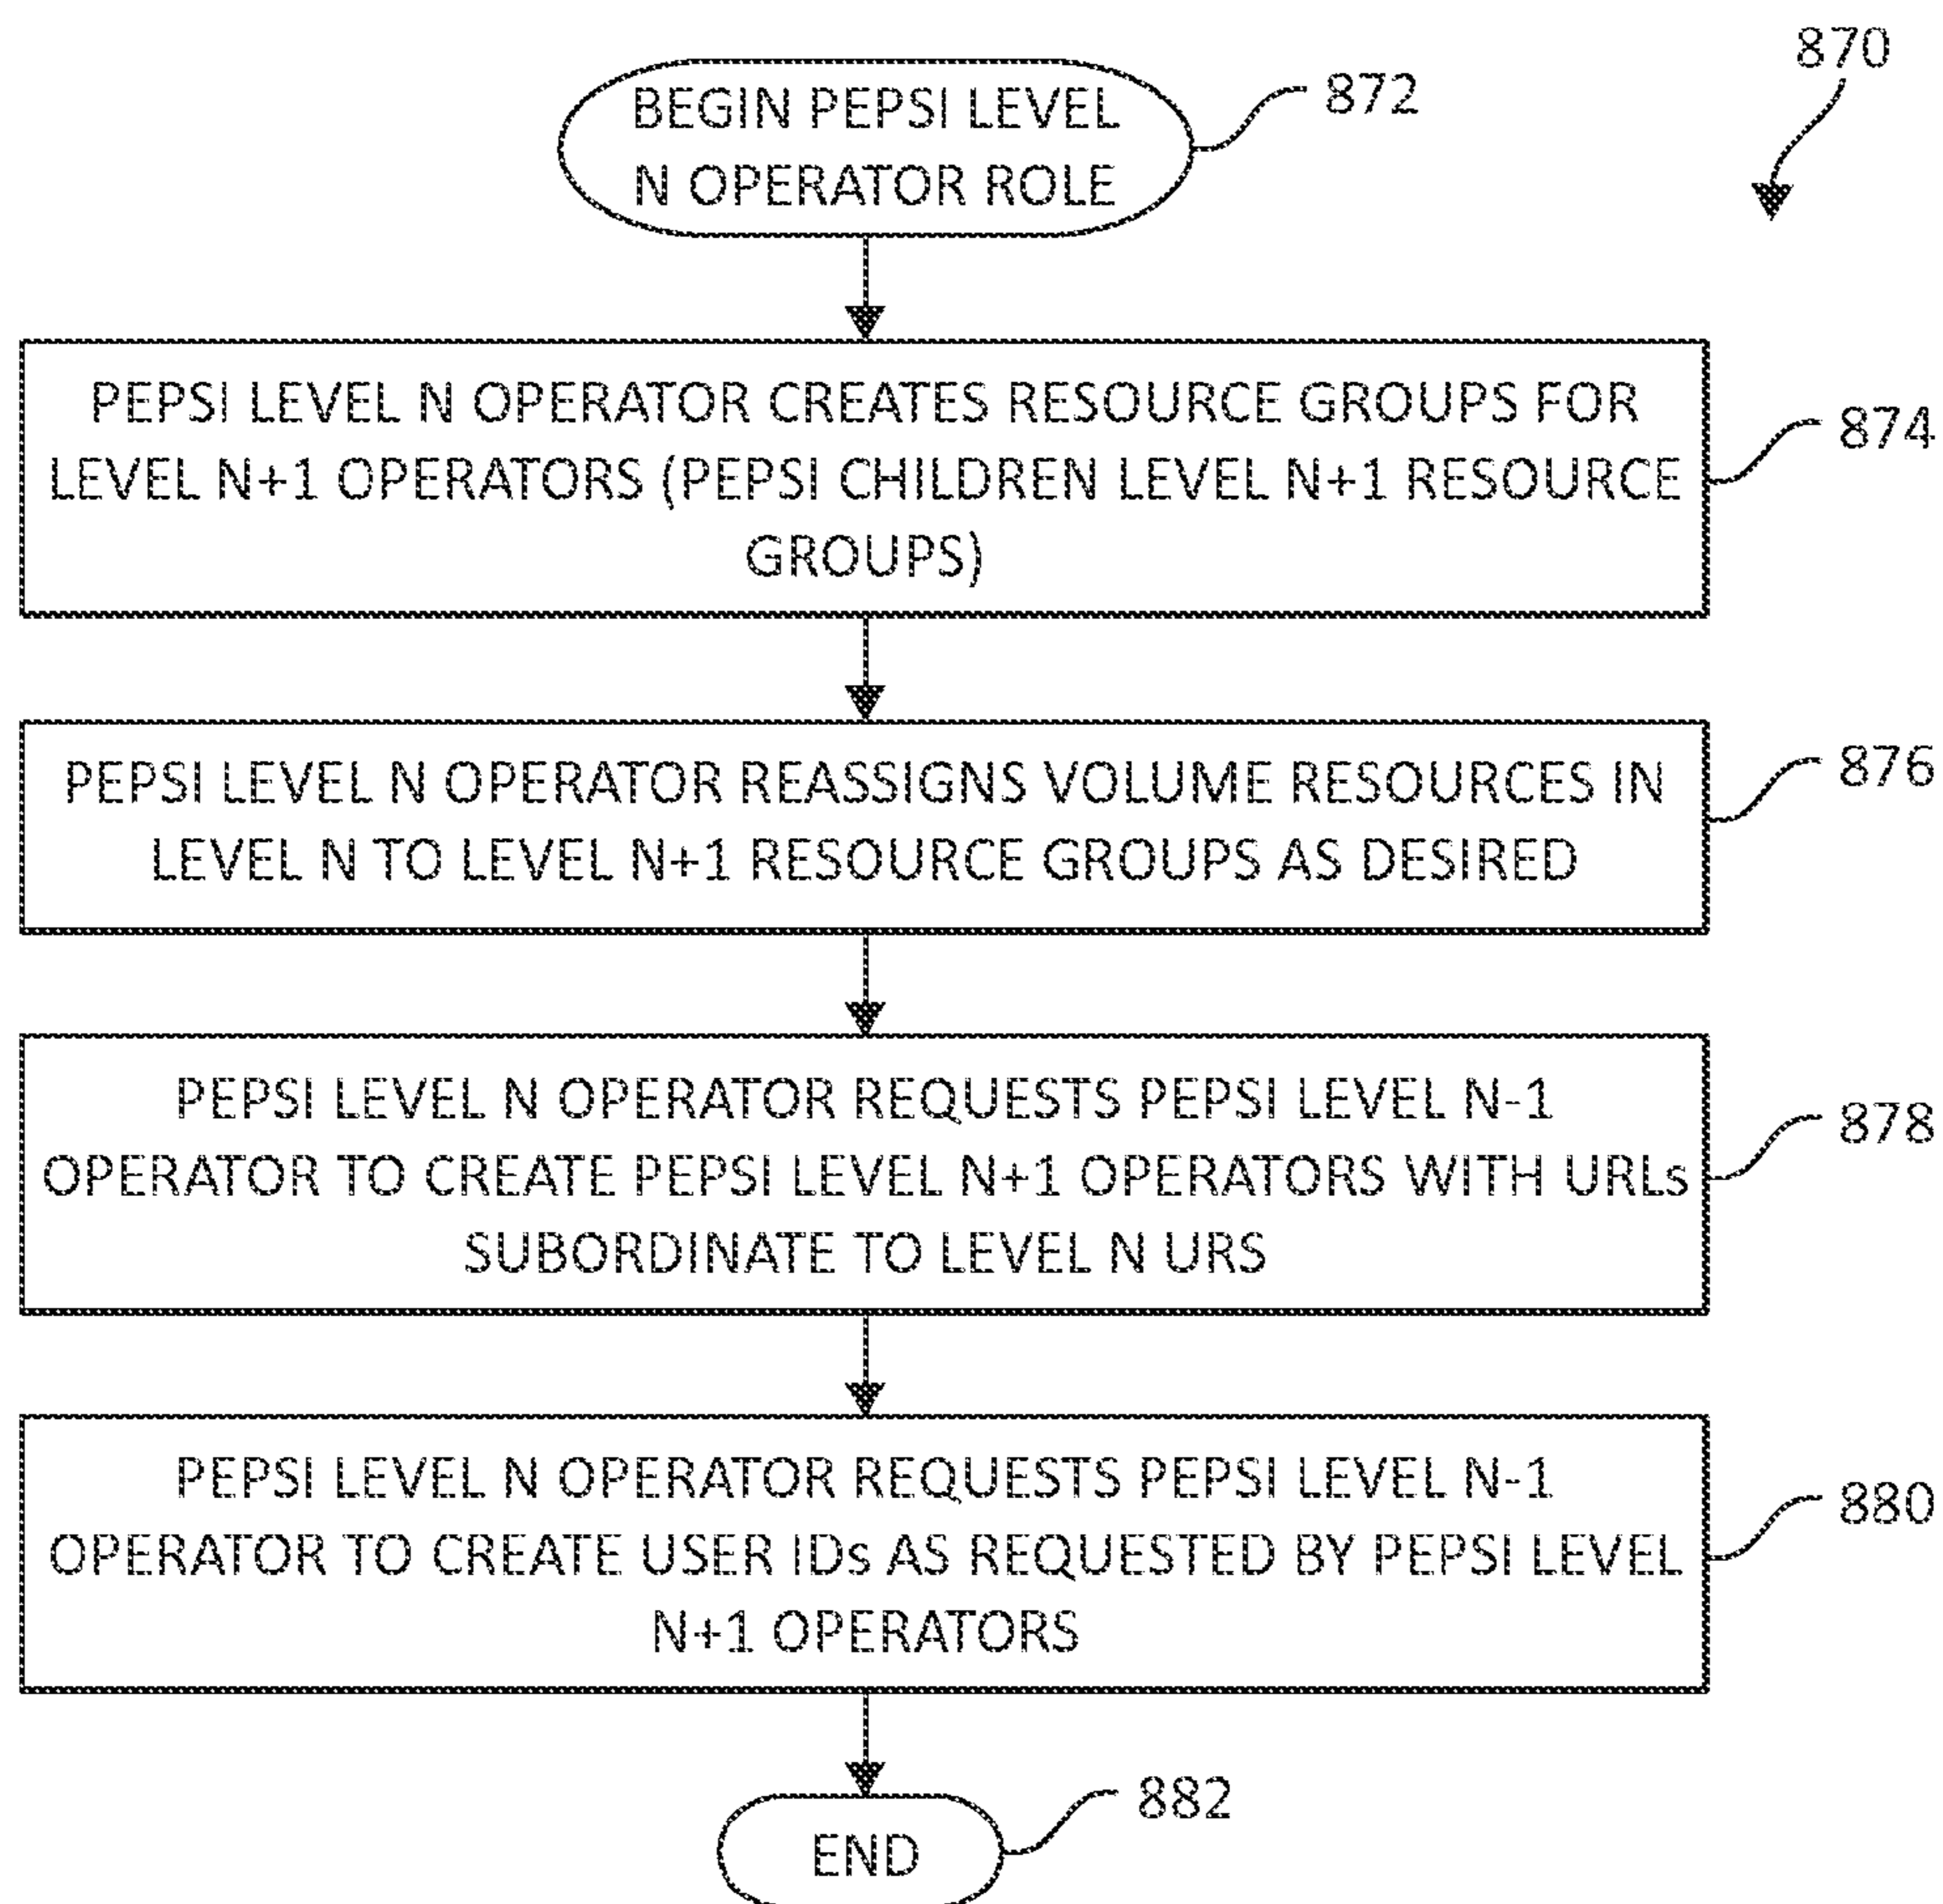 870
BEGIN PEPSI LEVEL
N OPERATOR ROLE
872
PEPSI LEVEL N OPERATOR CREATES RESOURCE GROUPS FOR
LEVEL N+1 OPERATORS (PEPSI CHILDREN LEVEL N+1 RESOURCE
GROUPS)
874
PEPSI LEVEL N OPERATOR REASSIGNS VOLUME RESOURCES IN
LEVEL N TO LEVEL N+1 RESOURCE GROUPS AS DESIRED
876
PEPSI LEVEL N OPERATOR REQUESTS PEPSI LEVEL N-1
OPERATOR TO CREATE PEPSI LEVEL N+1 OPERATORS WITH URLs
SUBORDINATE TO LEVEL N URS
878
PEPSI LEVEL N OPERATOR REQUESTS PEPSI LEVEL N-1
OPERATOR TO CREATE USER IDs AS REQUESTED BY PEPSI LEVEL
N+1 OPERATORS
880
END
882